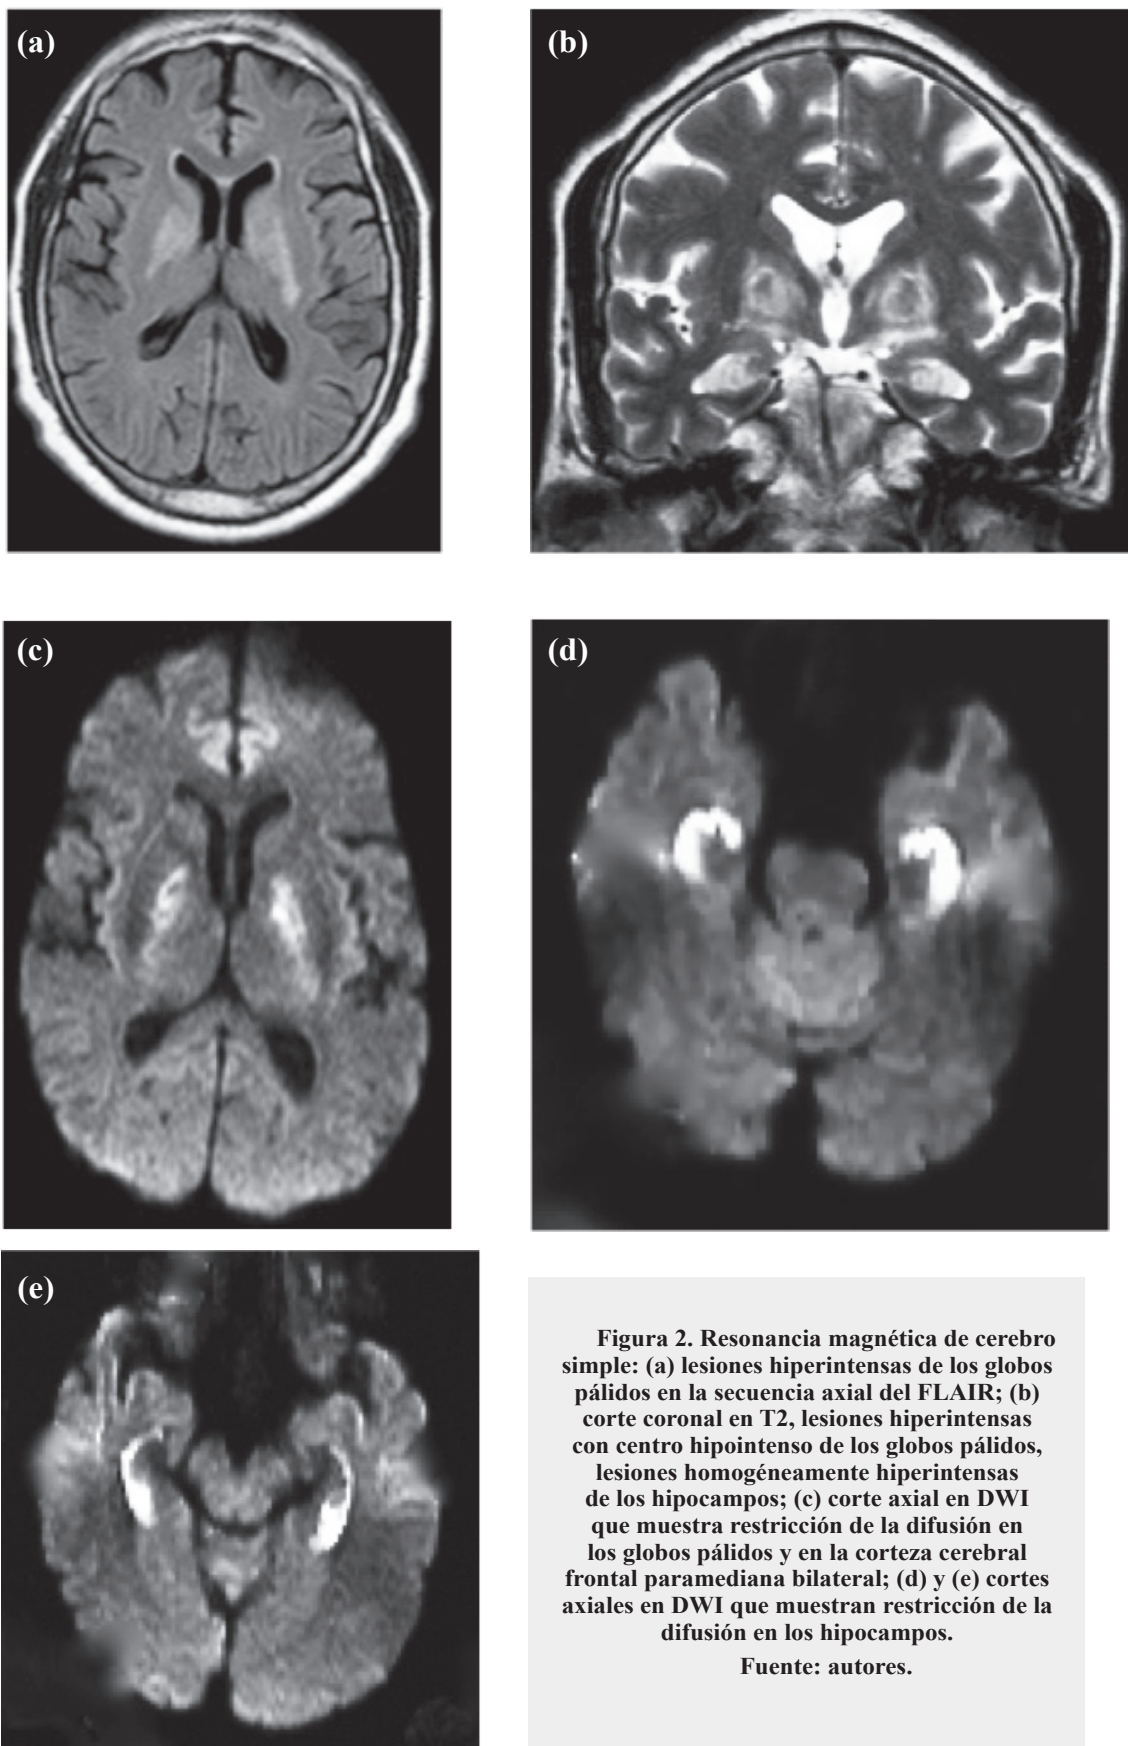 (a)
(b)
(c)
(d)
(e)
Figura 2. Resonancia magnética de cerebro
simple: (a) lesiones hiperintensas de los globos
pálidos en la secuencia axial del FLAIR; (b)
corte coronal en T2, lesiones hiperintensas
con centro hipointenso de los globos pálidos,
lesiones homogéneamente hiperintensas
de los hipocampos; (c) corte axial en DWI
que muestra restricción de la difusión en
los globos pálidos y en la corteza cerebral
frontal paramediana bilateral; (d) y (e) cortes
axiales en DWI que muestran restricción de la
difusión en los hipocampos.
Fuente: autores.